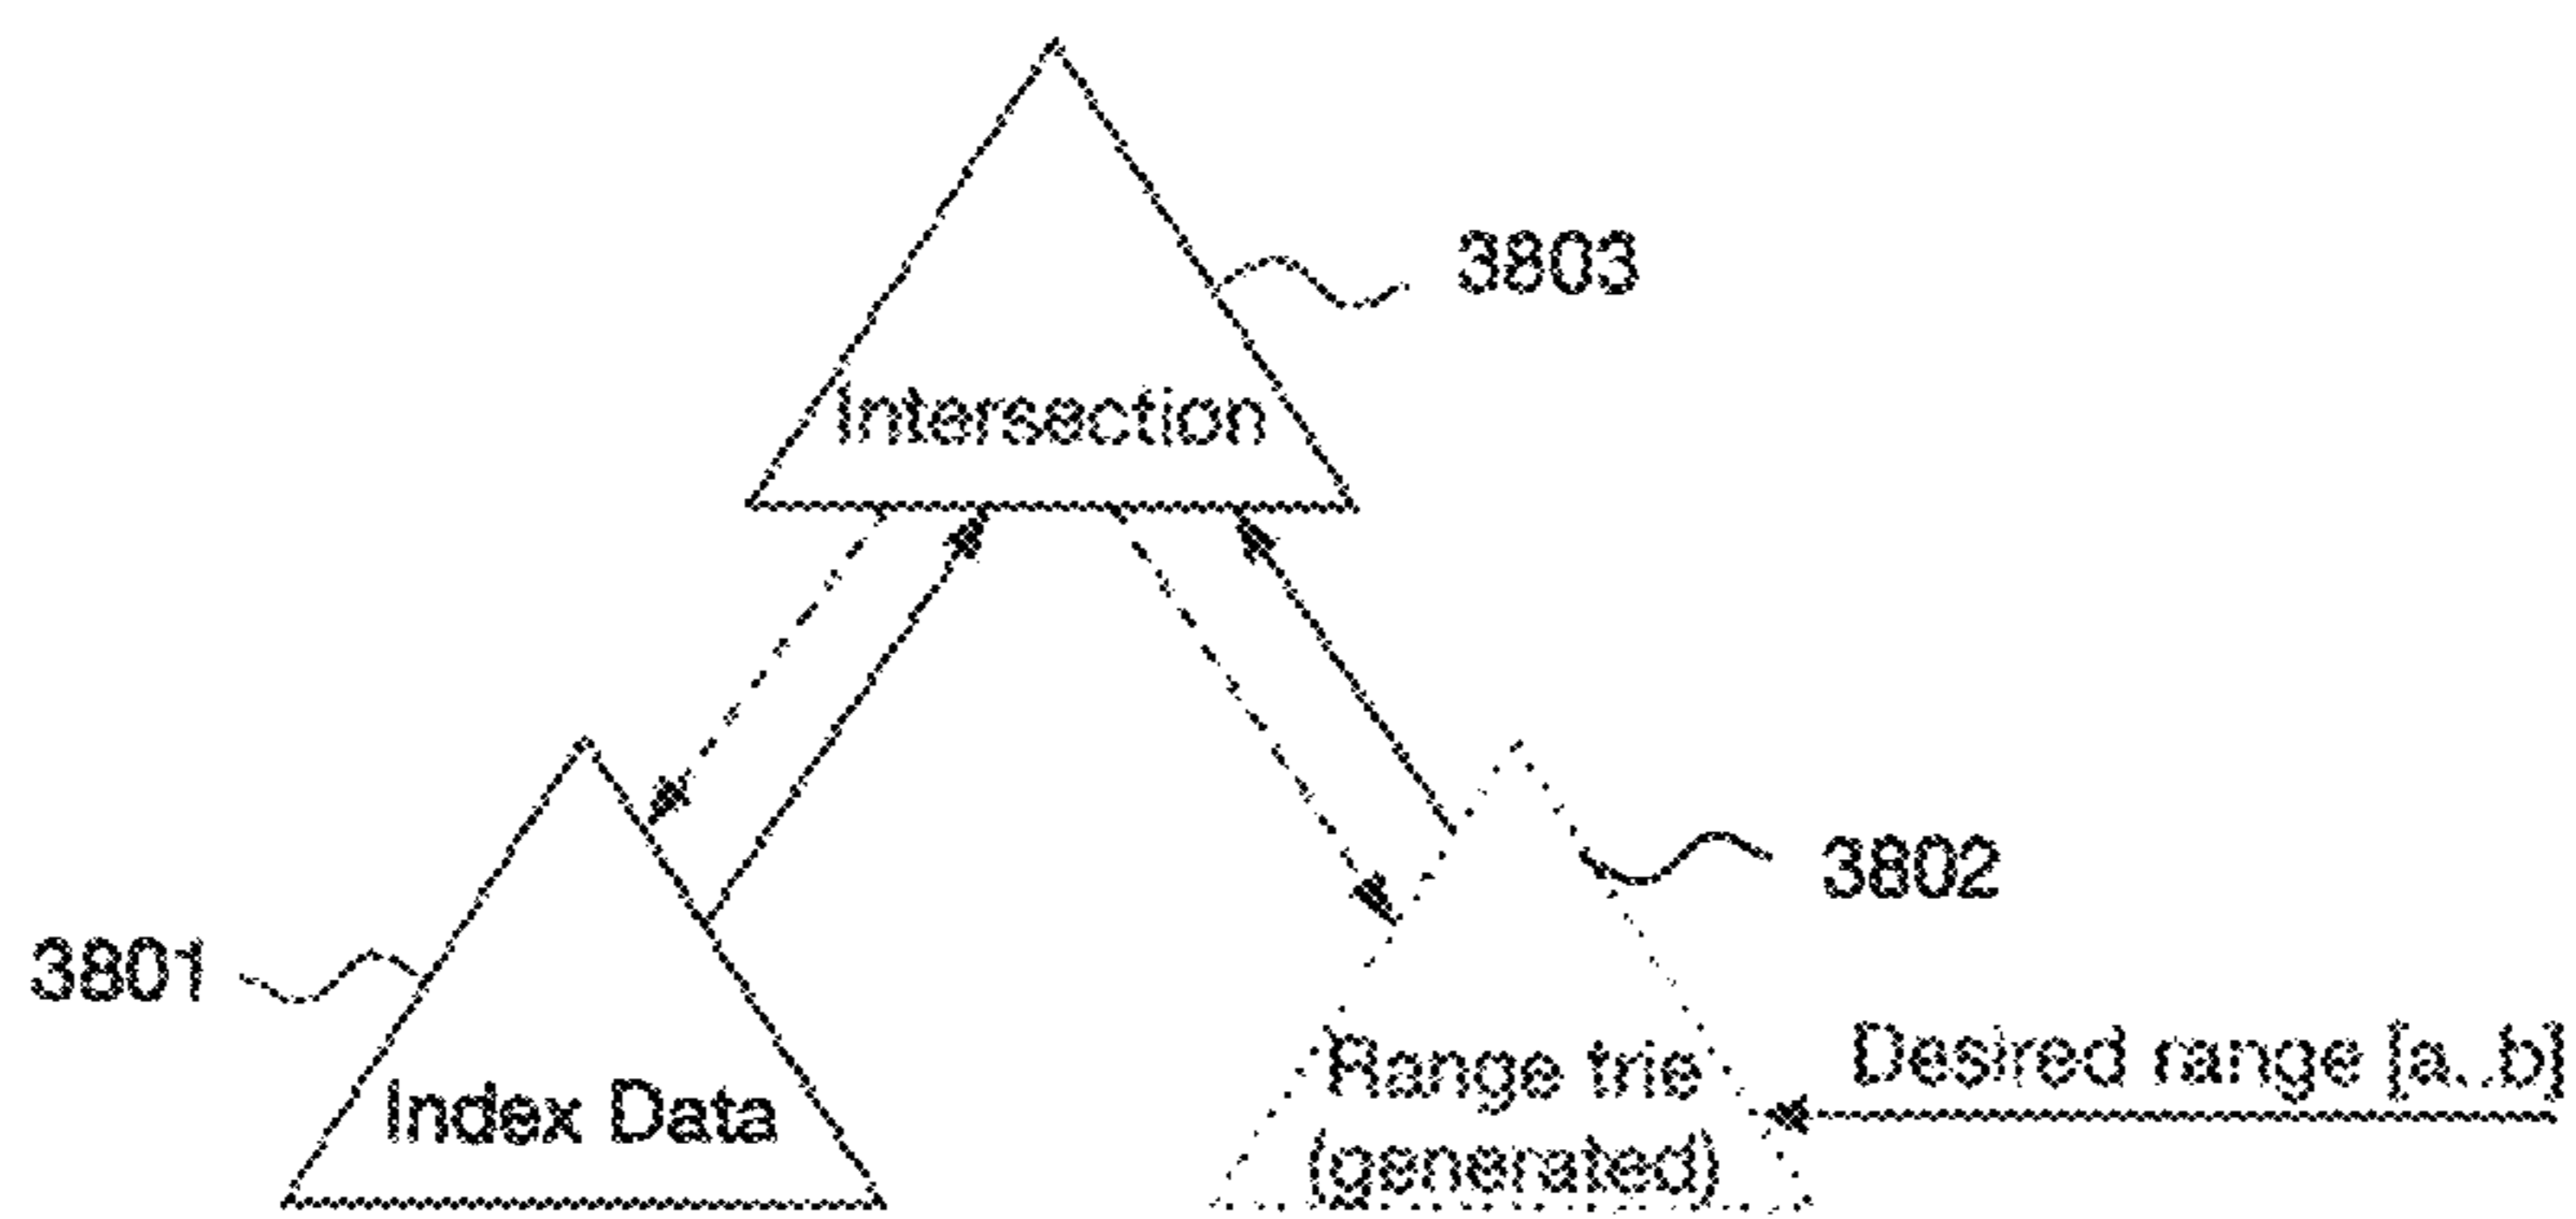 3803
Intersection
3802
3801
Desired range [a..b]
Range trie
Index Data
(generated)